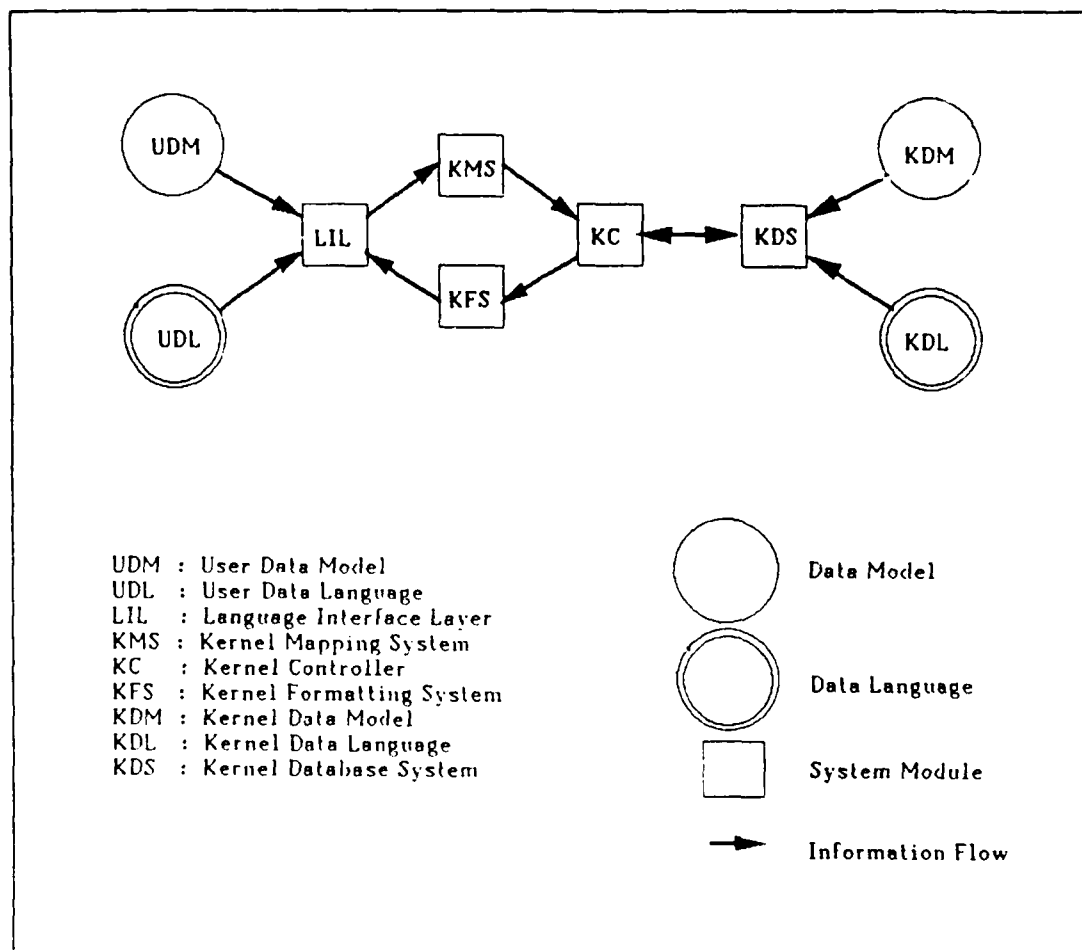 UDM
KDM
KMS
LIL
KC
KDS
KFS
UDL
KDL
UDM : User Data Model
UDL : User Data Language
LIL : Language Interface Layer
KMS : Kernel Mapping System
KC : Kernel Controller
KFS : Kernel Formatting System
KDM : Kernel Data Model
KDL : Kernel Data Language
KDS : Kernel Database System
Data Model
Data Language
System Module
Information Flow